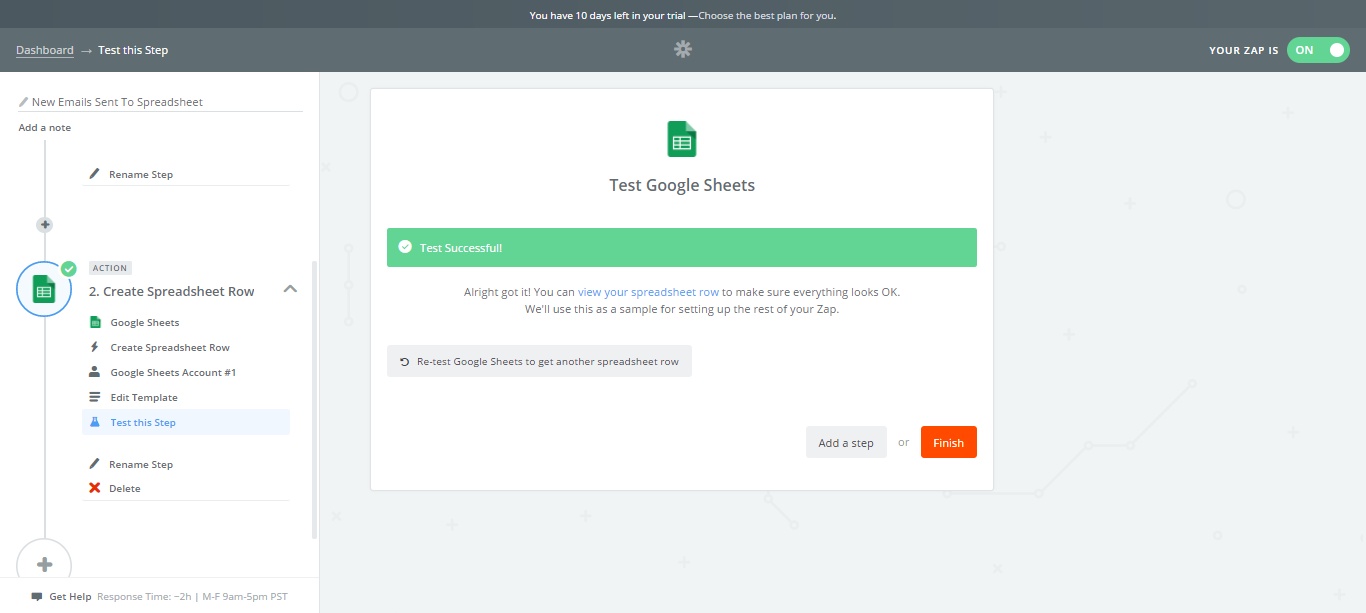 You have 10 days left in your trial —Choose the best plan for you.
Dashboard → Test this Step
YOUR ZAP IS ON
New Emails Sent To Spreadsheet
Add a note
Rename Step
ACTION
2. Create Spreadsheet Row
Google Sheets
Create Spreadsheet Row
Google Sheets Account #1
Edit Template
Test this Step
Rename Step
Delete
Get Help Response Time: ~2h | M-F 9am-5pm PST
Test Google Sheets
Test Successful!
Alright got it! You can view your spreadsheet row to make sure everything looks OK.
We'll use this as a sample for setting up the rest of your Zap.
Re-test Google Sheets to get another spreadsheet row
Add a step or Finish